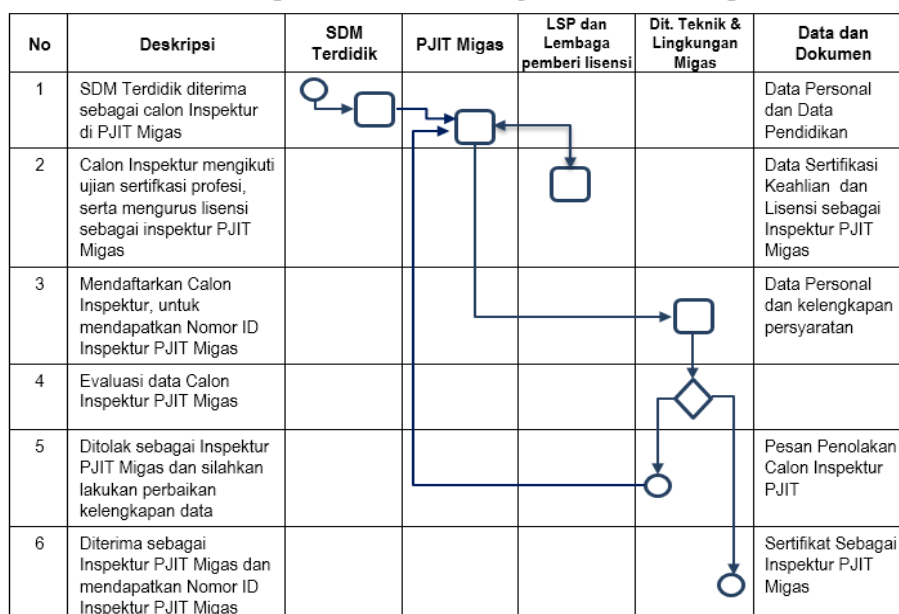 No
Deskripsi
SDM
Terdidik
PJIT Migas
LSP dan
Lembaga
pemberi lisensi
Dit. Teknik &
Lingkungan
Migas
Data dan
Dokumen
1
SDM Terdidik diterima
sebagai calon Inspektur
di PJIT Migas
Data Personal
dan Data
Pendidikan
2
Calon Inspektur mengikuti
ujian sertifkasi profesi,
serta mengurus lisensi
sebagai inspektur PJIT
Migas
Data Sertifikasi
Keahlian dan
Lisensi sebagai
Inspektur PJIT
Migas
3
Mendaftarkan Calon
Inspektur, untuk
mendapatkan Nomor ID
Inspektur PJIT Migas
Data Personal
dan kelengkapan
persyaratan
4
Evaluasi data Calon
Inspektur PJIT Migas
5
Ditolak sebagai Inspektur
PJIT Migas dan silahkan
lakukan perbaikan
kelengkapan data
Pesan Penolakan
Calon Inspektur
PJIT
6
Diterima sebagai
Inspektur PJIT Migas dan
mendapatkan Nomor ID
Inspektur PJIT Migas
Sertifikat Sebagai
Inspektur PJIT
Migas